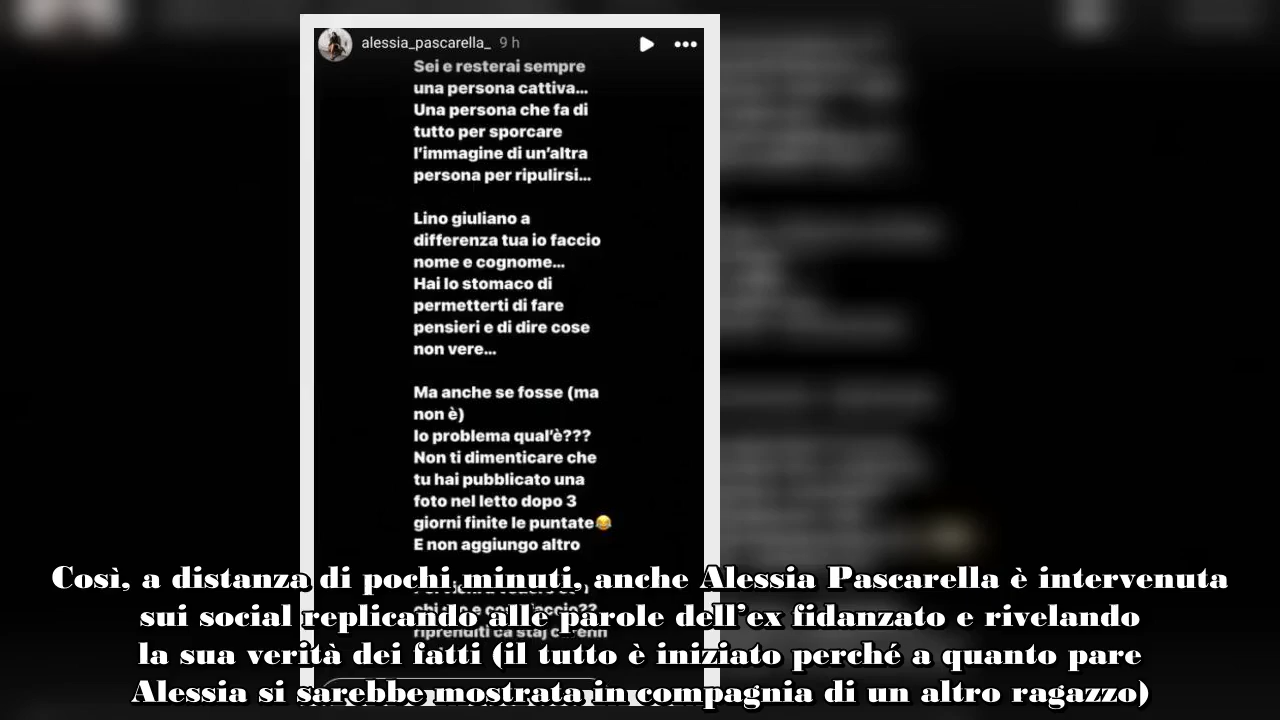 alessia_pascarella_ 9 h
Sei e resterai sempre
una persona cattiva...
Una persona che fa di
tutto per sporcare
l'immagine di un'altra
persona per ripulirsi...
Lino giuliano a
differenza tua io faccio
nome e cognome...
Hai lo stomaco di
permetterti di fare
pensieri e di dire cose
non vere...
Ma anche se fosse (ma
non è)
lo problema qual'è???
Non ti dimenticare che
tu hai pubblicato una
foto nel letto dopo 3
giorni finite le puntate😂
E non aggiungo altro
riprenditi ca staj
Così, a distanza di pochi minuti, anche Alessia Pascarella è intervenuta
sui social replicando alle parole dell'ex fidanzato e rivelando
la sua verità dei fatti (il tutto è iniziato perché a quanto pare
Alessia si sarebbe mostrata in compagnia di un altro ragazzo)